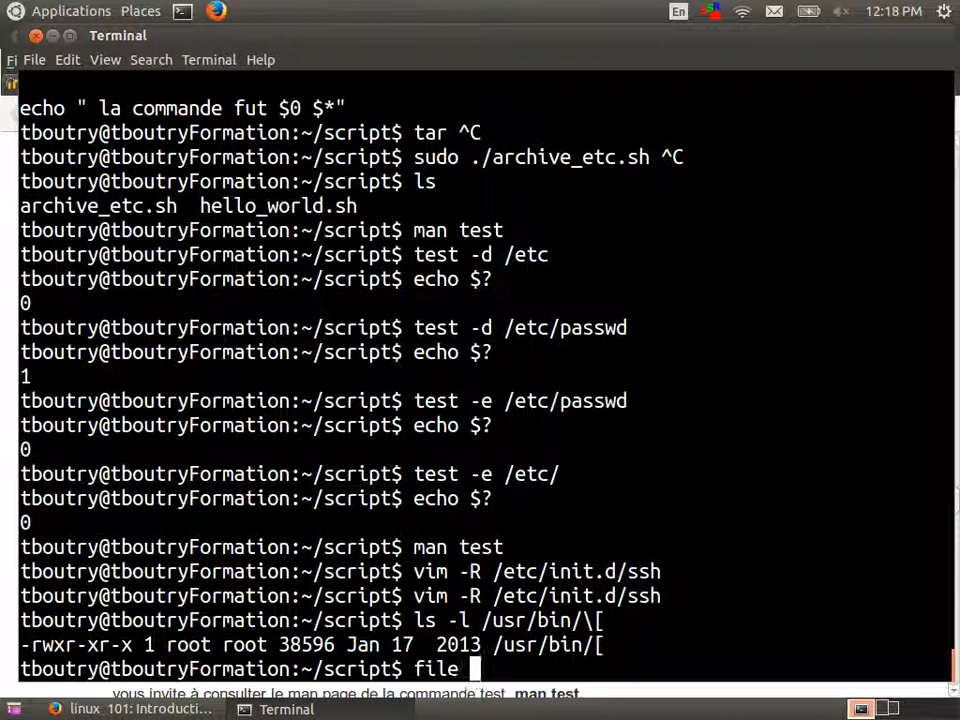 Applications Places En 12:18 PM
Terminal
Fi File Edit View Search Terminal Help
echo " la commande fut $0 $*"
tboutry@tboutryFormation:~/script$ tar ^C
tboutry@tboutryFormation:~/script$ sudo ./archive_etc.sh ^C
tboutry@tboutryFormation:~/script$ ls
archive_etc.sh  hello_world.sh
tboutry@tboutryFormation:~/script$ man test
tboutry@tboutryFormation:~/script$ test -d /etc
tboutry@tboutryFormation:~/script$ echo $?
0
tboutry@tboutryFormation:~/script$ test -d /etc/passwd
tboutry@tboutryFormation:~/script$ echo $?
1
tboutry@tboutryFormation:~/script$ test -e /etc/passwd
tboutry@tboutryFormation:~/script$ echo $?
0
tboutry@tboutryFormation:~/script$ test -e /etc/
tboutry@tboutryFormation:~/script$ echo $?
0
tboutry@tboutryFormation:~/script$ man test
tboutry@tboutryFormation:~/script$ vim -R /etc/init.d/ssh
tboutry@tboutryFormation:~/script$ vim -R /etc/init.d/ssh
tboutry@tboutryFormation:~/script$ ls -l /usr/bin/\[
-rwxr-xr-x 1 root root 38596 Jan 17  2013 /usr/bin/[
tboutry@tboutryFormation:~/script$ file
vous invite à consulter le man page de la commande test, man test.
linux_101: Introducti... Terminal